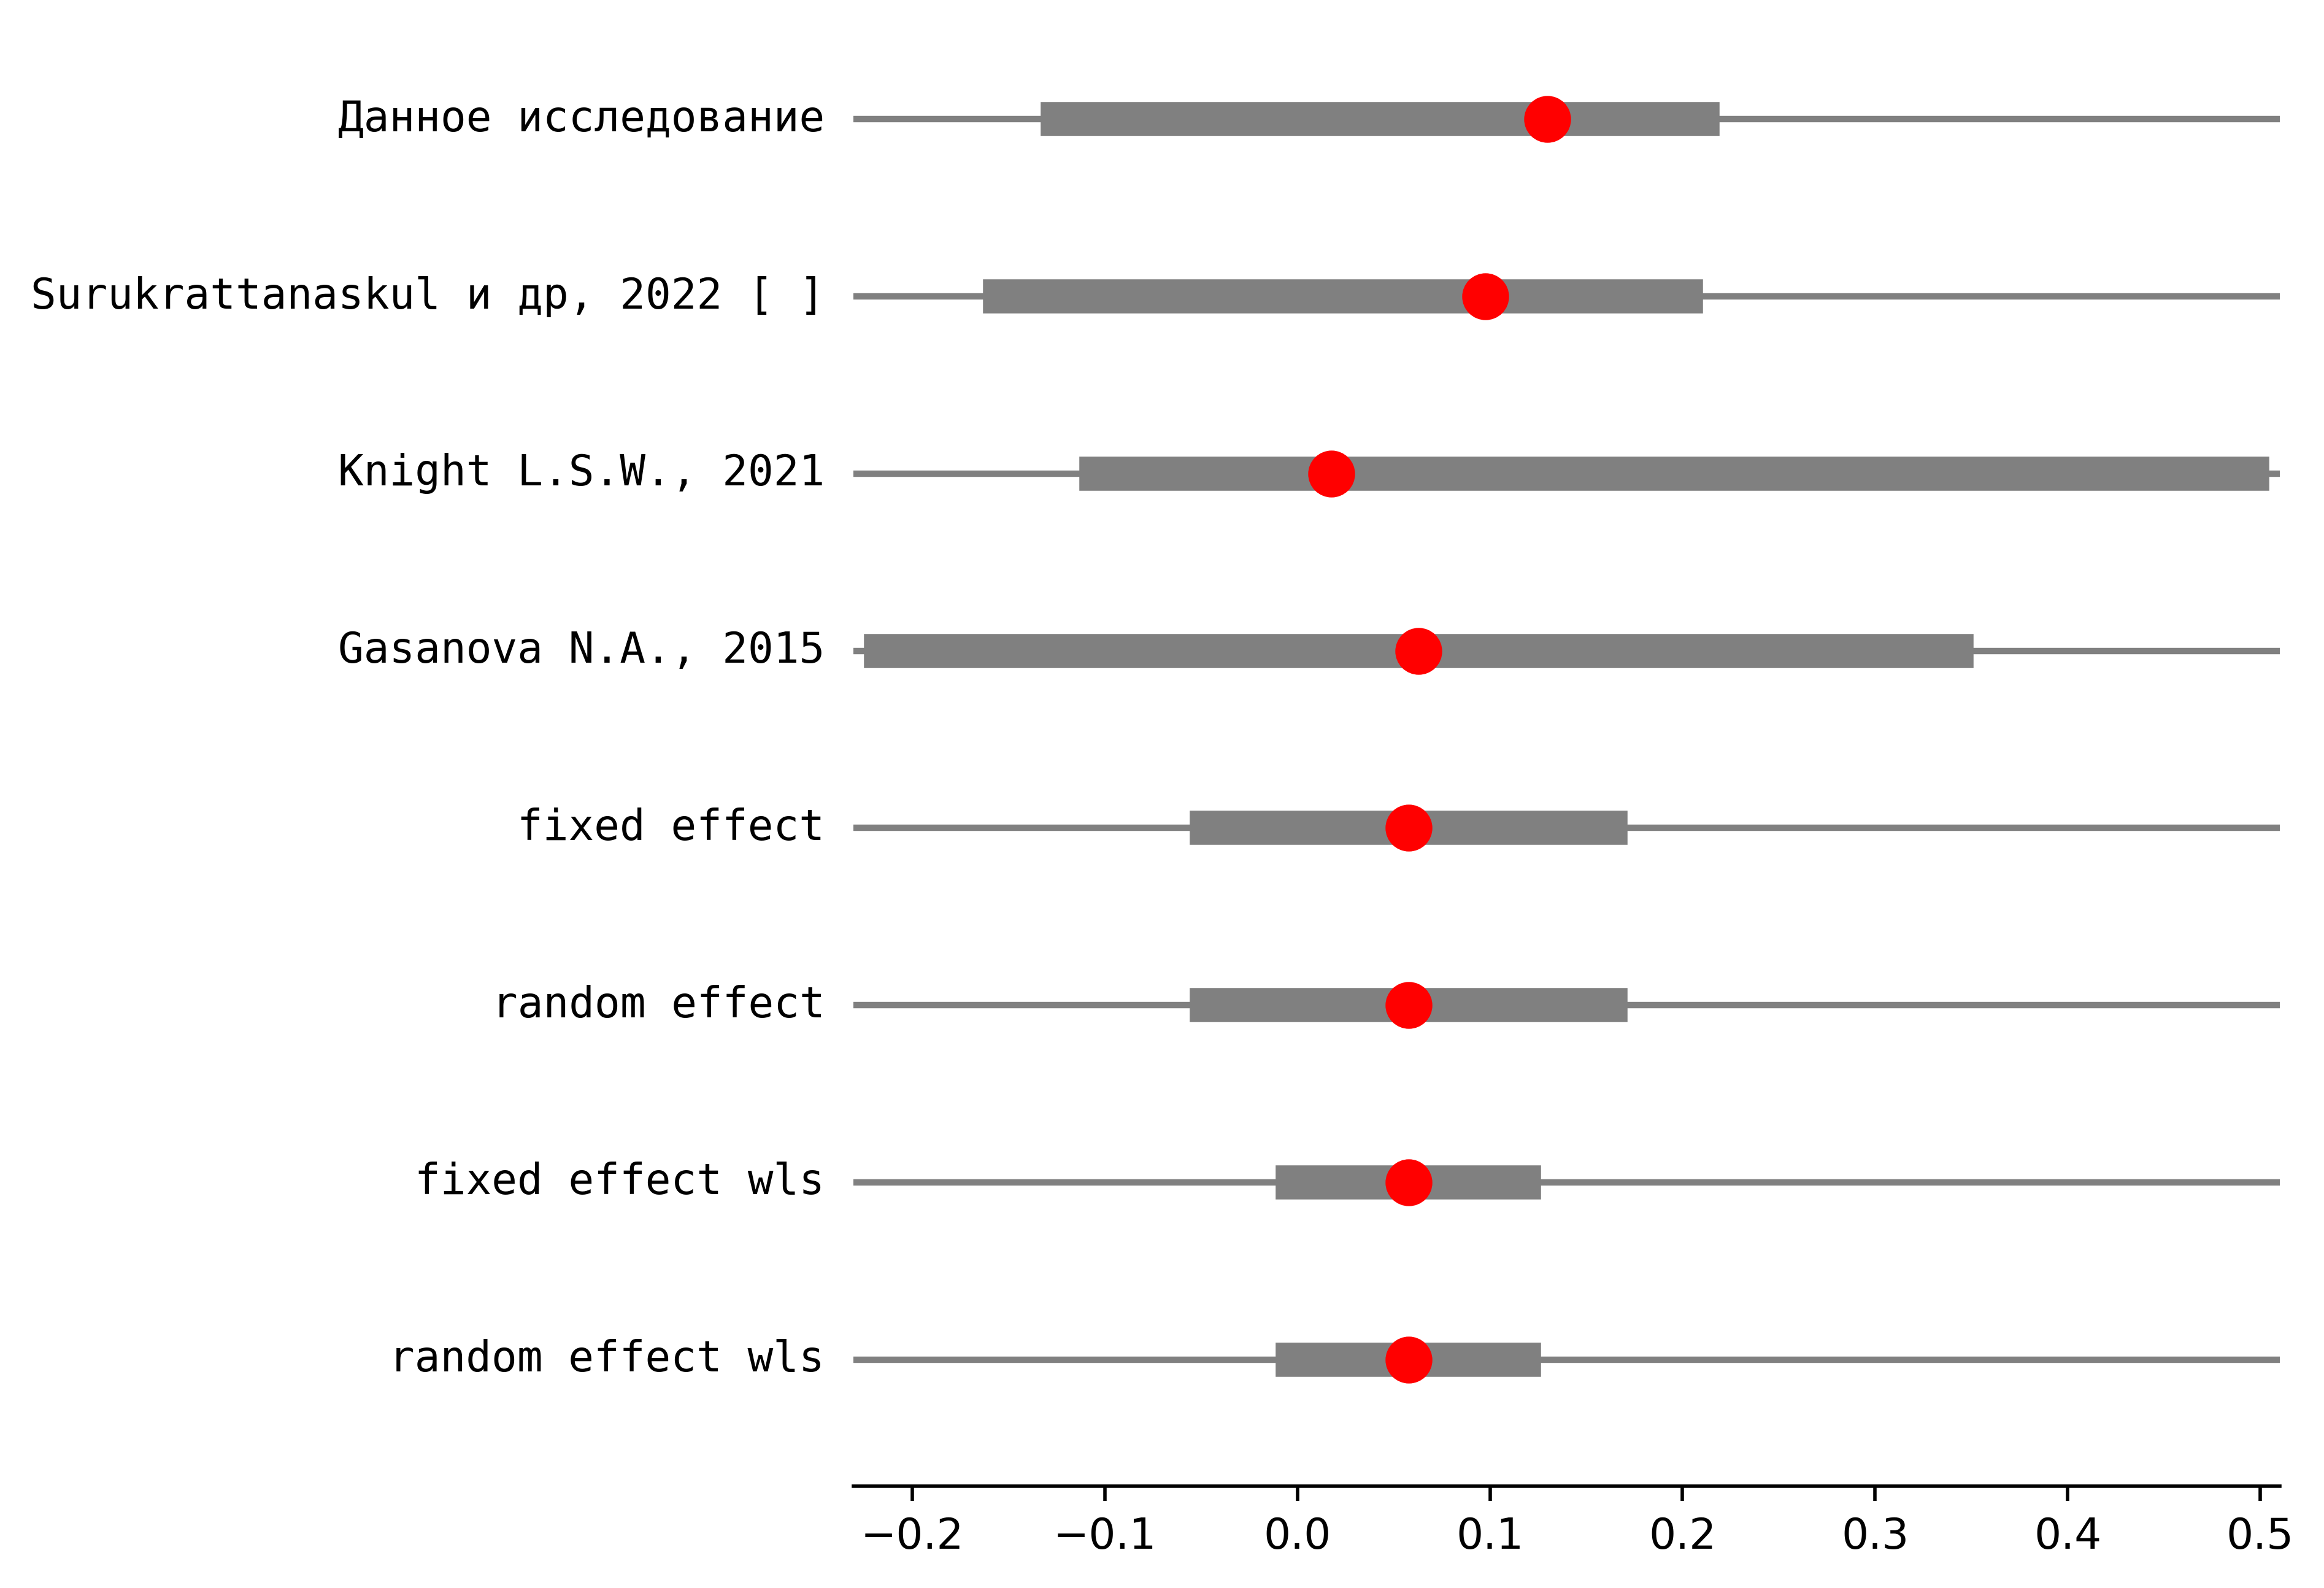 Данное исследование
Surukrattanaskul и др, 2022 [ ]
Knight L.S.W., 2021
Gasanova N.A., 2015
fixed effect
random effect
fixed effect wls
random effect wls
−0.2 −0.1 0.0 0.1 0.2 0.3 0.4 0.5